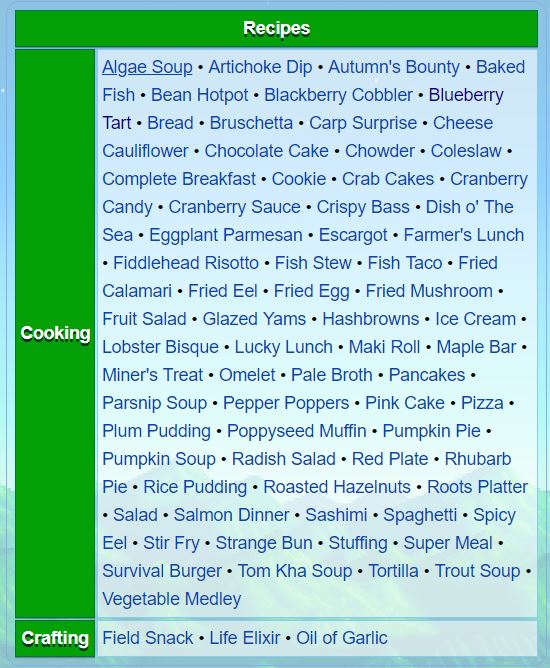 Recipes
Algae Soup • Artichoke Dip • Autumn's Bounty • Baked
Fish • Bean Hotpot • Blackberry Cobbler • Blueberry
Tart • Bread • Bruschetta • Carp Surprise • Cheese
Cauliflower • Chocolate Cake • Chowder • Coleslaw •
Complete Breakfast • Cookie • Crab Cakes • Cranberry
Candy • Cranberry Sauce • Crispy Bass • Dish o' The
Sea • Eggplant Parmesan • Escargot • Farmer's Lunch
• Fiddlehead Risotto • Fish Stew • Fish Taco • Fried
Calamari • Fried Eel • Fried Egg • Fried Mushroom •
Fruit Salad • Glazed Yams • Hashbrowns • Ice Cream •
Cooking
Lobster Bisque • Lucky Lunch • Maki Roll • Maple Bar •
Miner's Treat • Omelet • Pale Broth • Pancakes •
Parsnip Soup • Pepper Poppers • Pink Cake • Pizza •
Plum Pudding • Poppyseed Muffin • Pumpkin Pie •
Pumpkin Soup • Radish Salad • Red Plate • Rhubarb
Pie • Rice Pudding • Roasted Hazelnuts • Roots Platter
• Salad • Salmon Dinner • Sashimi • Spaghetti • Spicy
Eel • Stir Fry • Strange Bun • Stuffing • Super Meal •
Survival Burger • Tom Kha Soup • Tortilla • Trout Soup •
Vegetable Medley
Crafting
Field Snack • Life Elixir • Oil of Garlic